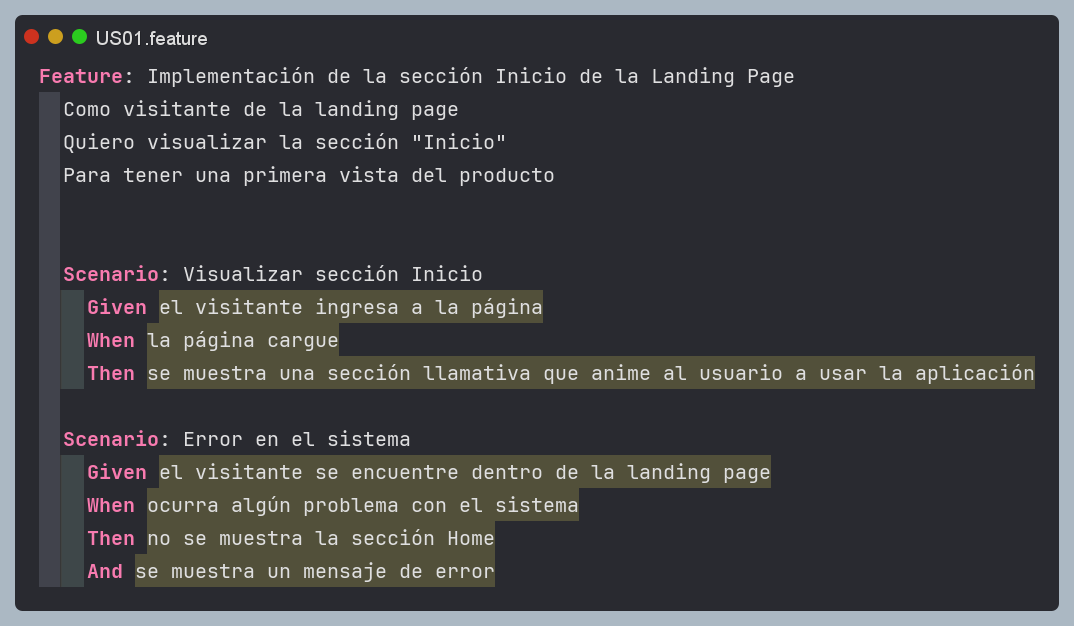 US01.feature
Feature: Implementación de la sección Inicio de la Landing Page
Como visitante de la landing page
Quiero visualizar la sección "Inicio"
Para tener una primera vista del producto
Scenario: Visualizar sección Inicio
Given el visitante ingresa a la página
When la página cargue
Then se muestra una sección llamativa que anime al usuario a usar la aplicación
Scenario: Error en el sistema
Given el visitante se encuentre dentro de la landing page
When ocurra algún problema con el sistema
Then no se muestra la sección Home
And se muestra un mensaje de error